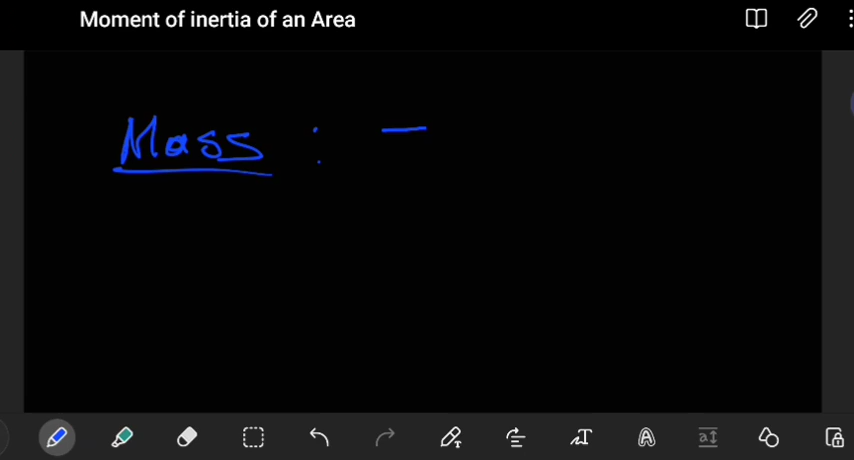 Moment of inertia of an Area
Mass : —